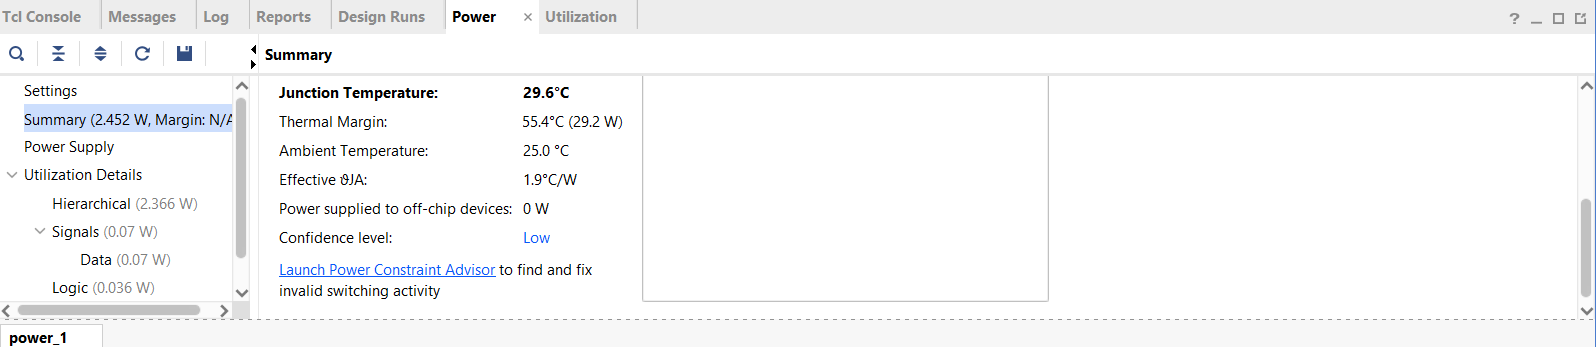 Tcl Console Messages Log Reports Design Runs Power × Utilization ?
Summary
Settings
Summary (2.452 W, Margin: N/A
Power Supply
Utilization Details
Hierarchical (2.366 W)
Signals (0.07 W)
Data (0.07 W)
Logic (0.036 W)
Junction Temperature: 29.6°C
Thermal Margin: 55.4°C (29.2 W)
Ambient Temperature: 25.0 °C
Effective ϑJA: 1.9°C/W
Power supplied to off-chip devices: 0 W
Confidence level: Low
Launch Power Constraint Advisor to find and fix
invalid switching activity
power_1